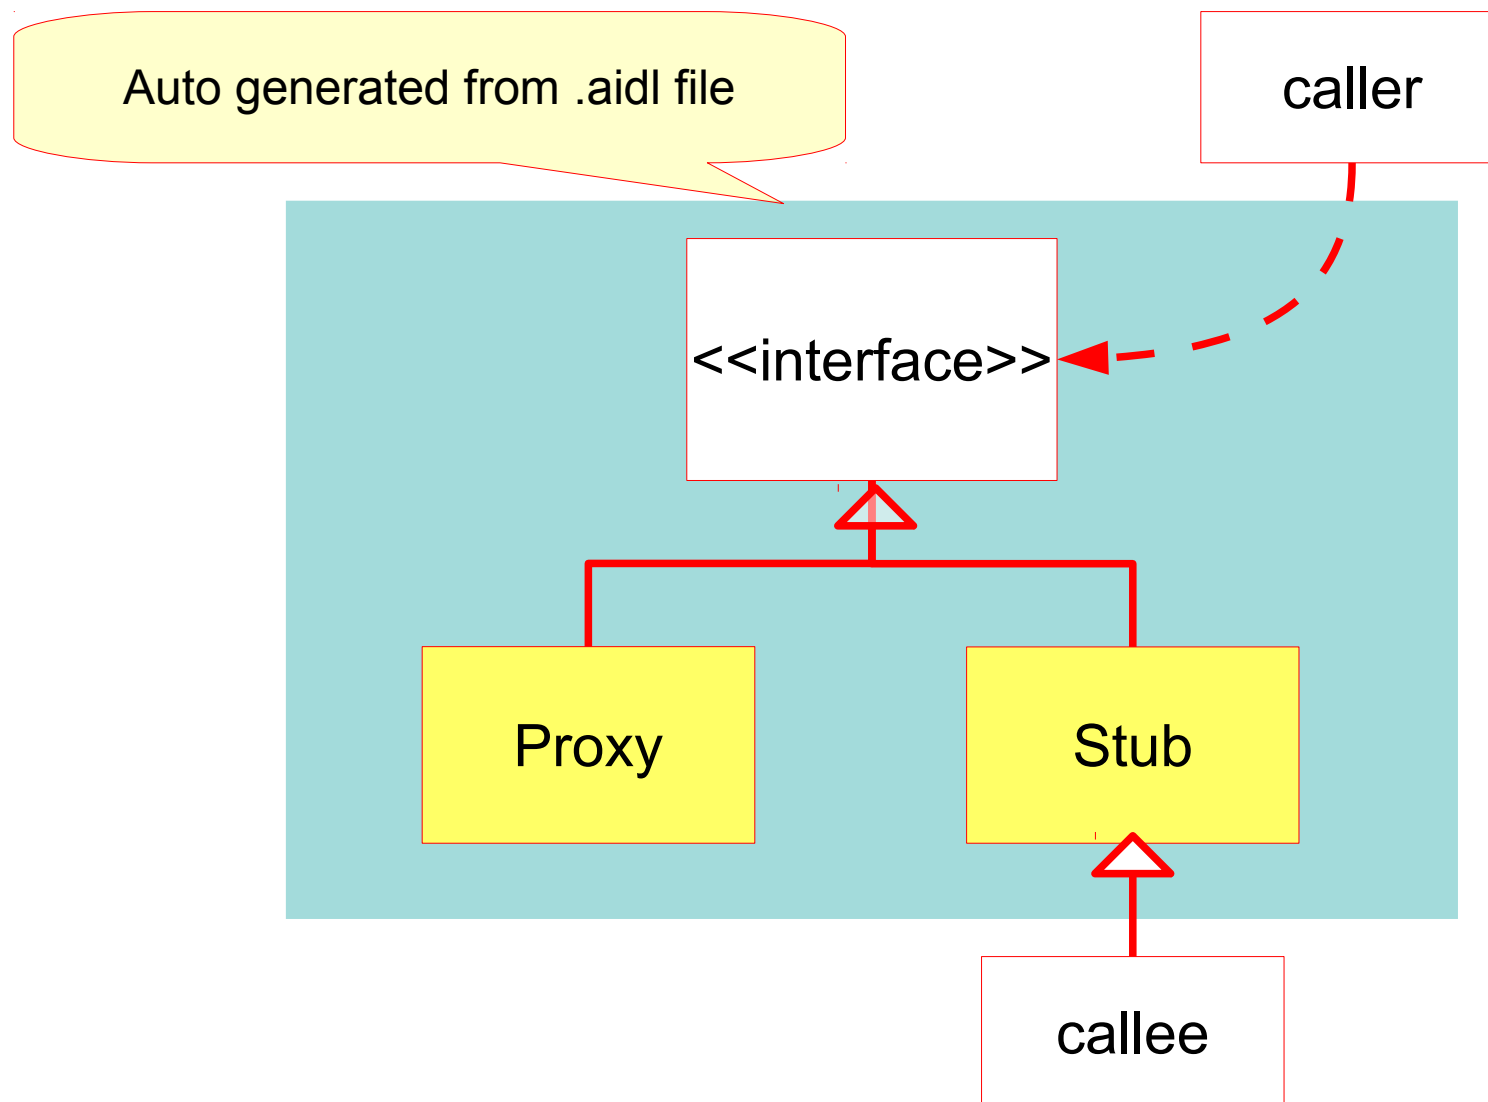 Auto generated from .aidl file
caller
<<interface>>
Proxy
Stub
callee